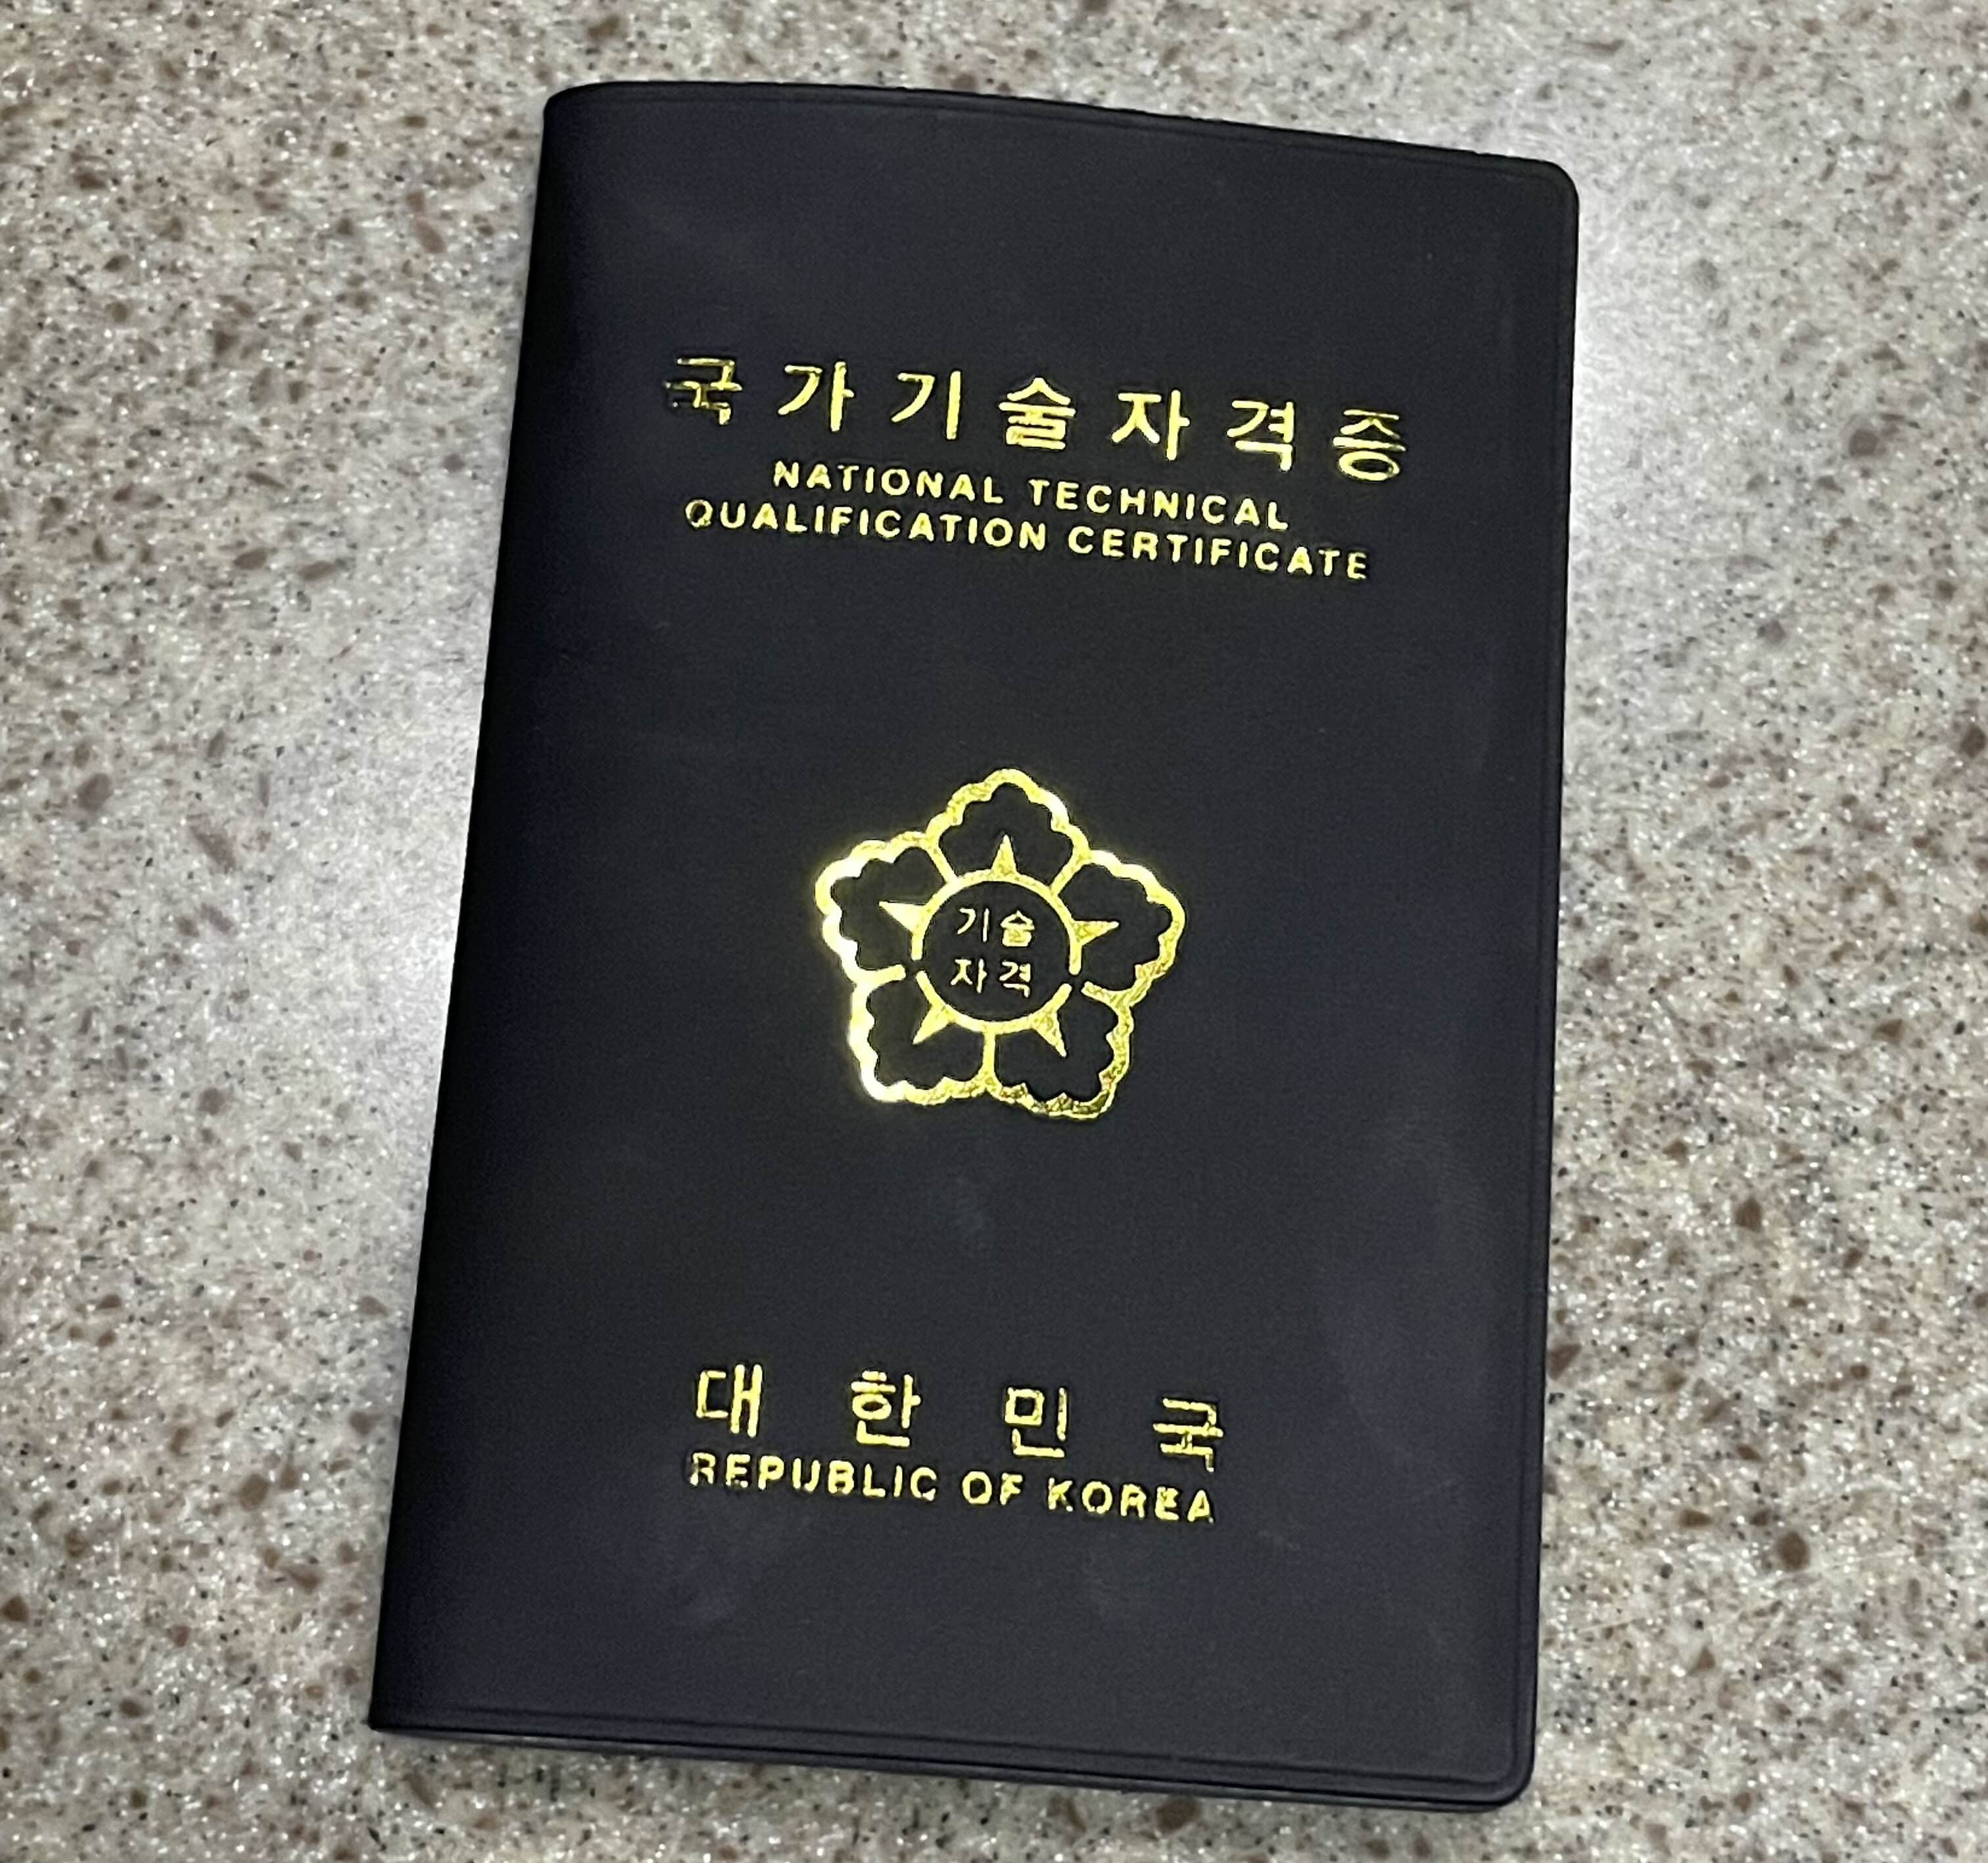 국가기술자격증
NATIONAL TECHNICAL
QUALIFICATION CERTIFICATE
기술
자격
대한민국
REPUBLIC OF KOREA